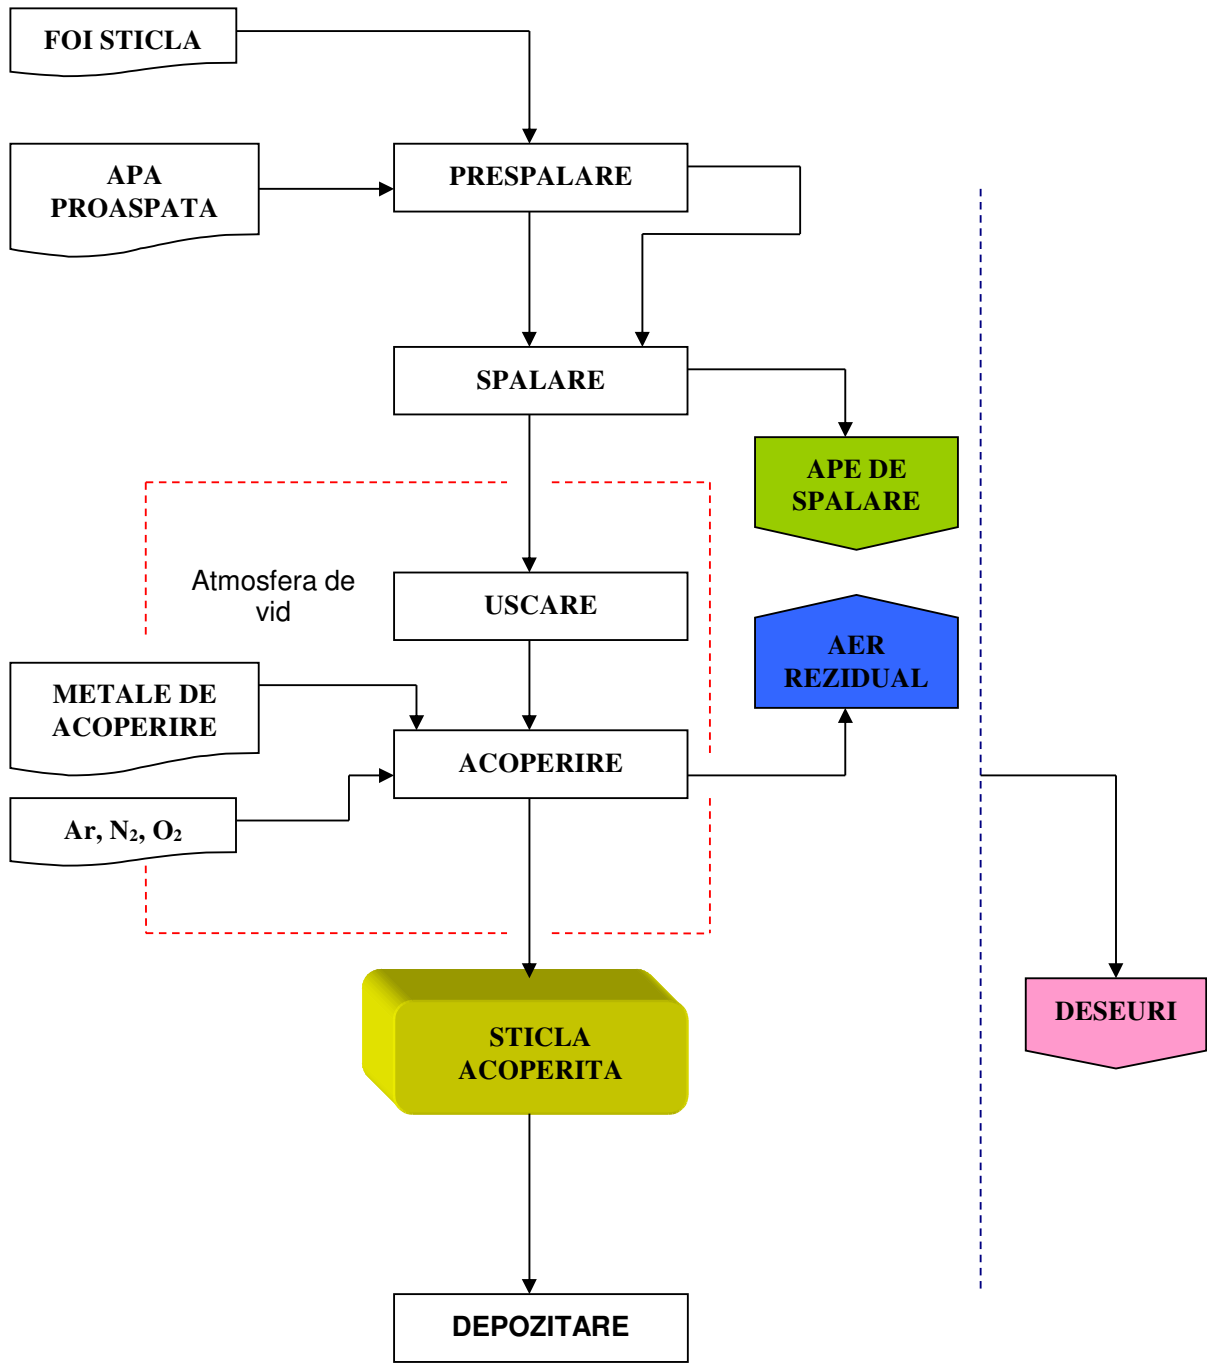 FOI STICLA
APA
PROASPATA
PRESPALARE
SPALARE
APE DE
SPALARE
Atmosfera de
vid
USCARE
AER
REZIDUAL
METALE DE
ACOPERIRE
ACOPERIRE
Ar, N₂, O₂
STICLA
ACOPERITA
DESEURI
DEPOZITARE